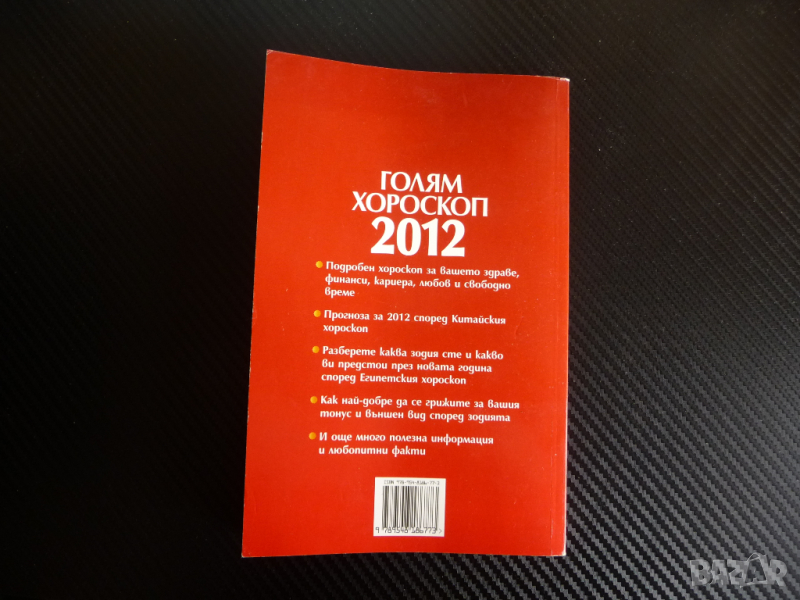 ГОЛЯМ
ХОРОСКОП
2012
• Подробен хороскоп за вашето здраве,
финанси, кариера, любов и свободно
време
• Прогноза за 2012 според Китайския
хороскоп
• Разберете каква зодия сте и какво
ви предстои през новата година
според Египетския хороскоп
• Как най-добре да се грижите за вашия
тонус и външен вид според зодията
• И още много полезна информация
и любопитни факти
ISBN
BAZAR